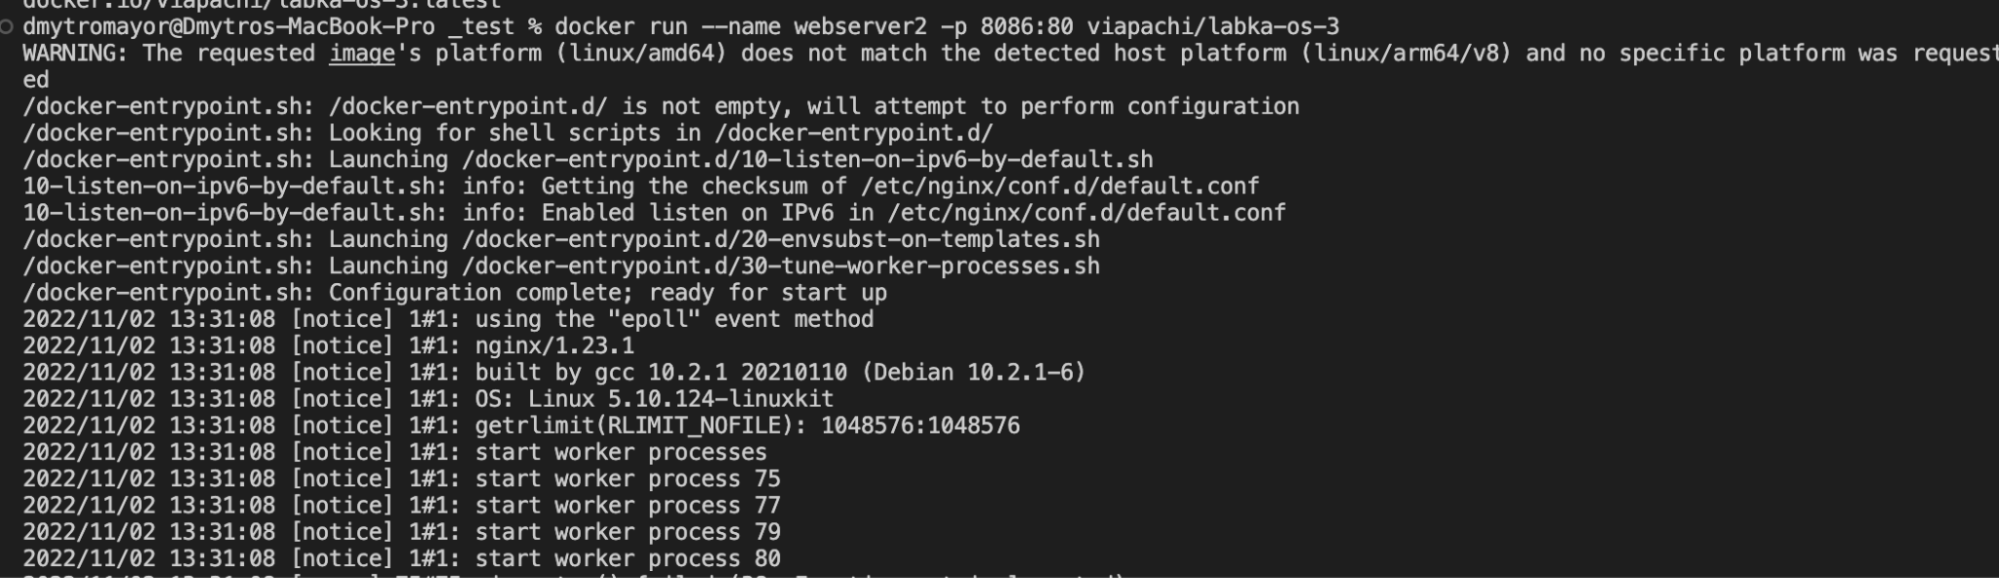 docker.io/viapachi/labka-os-3:latest
dmytromayor@Dmytros-MacBook-Pro _test % docker run --name webserver2 -p 8086:80 viapachi/labka-os-3
WARNING: The requested image's platform (linux/amd64) does not match the detected host platform (linux/arm64/v8) and no specific platform was request
ed
/docker-entrypoint.sh: /docker-entrypoint.d/ is not empty, will attempt to perform configuration
/docker-entrypoint.sh: Looking for shell scripts in /docker-entrypoint.d/
/docker-entrypoint.sh: Launching /docker-entrypoint.d/10-listen-on-ipv6-by-default.sh
10-listen-on-ipv6-by-default.sh: info: Getting the checksum of /etc/nginx/conf.d/default.conf
10-listen-on-ipv6-by-default.sh: info: Enabled listen on IPv6 in /etc/nginx/conf.d/default.conf
/docker-entrypoint.sh: Launching /docker-entrypoint.d/20-envsubst-on-templates.sh
/docker-entrypoint.sh: Launching /docker-entrypoint.d/30-tune-worker-processes.sh
/docker-entrypoint.sh: Configuration complete; ready for start up
2022/11/02 13:31:08 [notice] 1#1: using the "epoll" event method
2022/11/02 13:31:08 [notice] 1#1: nginx/1.23.1
2022/11/02 13:31:08 [notice] 1#1: built by gcc 10.2.1 20210110 (Debian 10.2.1-6)
2022/11/02 13:31:08 [notice] 1#1: OS: Linux 5.10.124-linuxkit
2022/11/02 13:31:08 [notice] 1#1: getrlimit(RLIMIT_NOFILE): 1048576:1048576
2022/11/02 13:31:08 [notice] 1#1: start worker processes
2022/11/02 13:31:08 [notice] 1#1: start worker process 75
2022/11/02 13:31:08 [notice] 1#1: start worker process 77
2022/11/02 13:31:08 [notice] 1#1: start worker process 79
2022/11/02 13:31:08 [notice] 1#1: start worker process 80